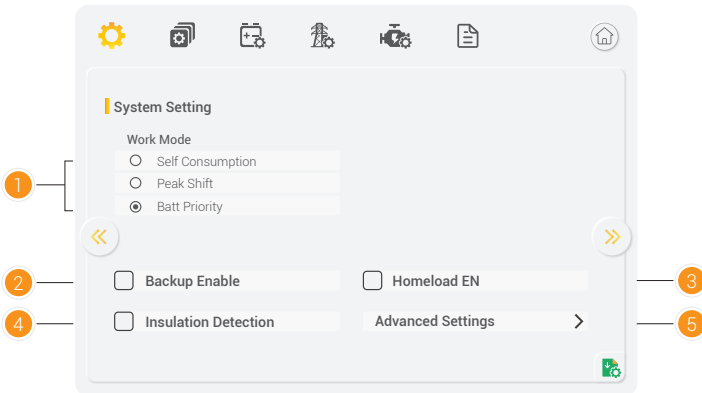 System Setting
Work Mode
Self Consumption
Peak Shift
Batt Priority
1
2
Backup Enable
Homeload EN
3
4
Insulation Detection
Advanced Settings
5